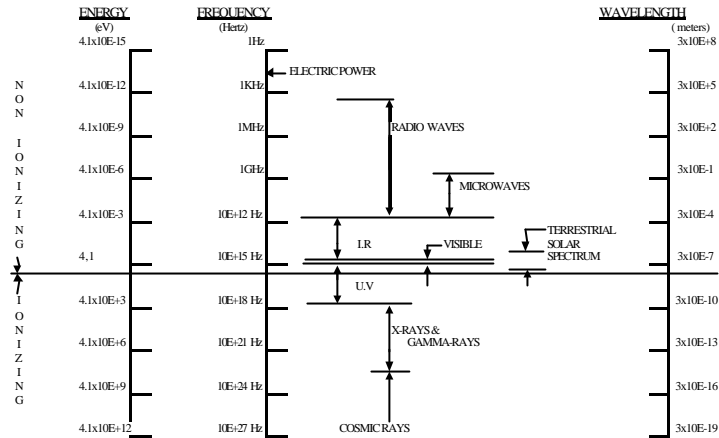 ENERGY FREQUENCY WAVELENGTH
(eV) (Hertz) (meters)
4.1x10E-15 1Hz 3x10E+8
ELECTRIC POWER
4.1x10E-12 1KHz 3x10E+5
4.1x10E-9 1MHz RADIO WAVES 3x10E+2
4.1x10E-6 1GHz 3x10E-1
MICROWAVES
4.1x10E-3 10E+12 Hz 3x10E-4
TERRESTRIAL
I.R VISIBLE SOLAR
4,1 10E+15 Hz SPECTRUM 3x10E-7
U.V
4.1x10E+3 10E+18 Hz 3x10E-10
X-RAYS &
4.1x10E+6 10E+21 Hz GAMMA-RAYS 3x10E-13
4.1x10E+9 10E+24 Hz 3x10E-16
4.1x10E+12 10E+27 Hz COSMIC RAYS 3x10E-19
NON IONIZING
IONIZING